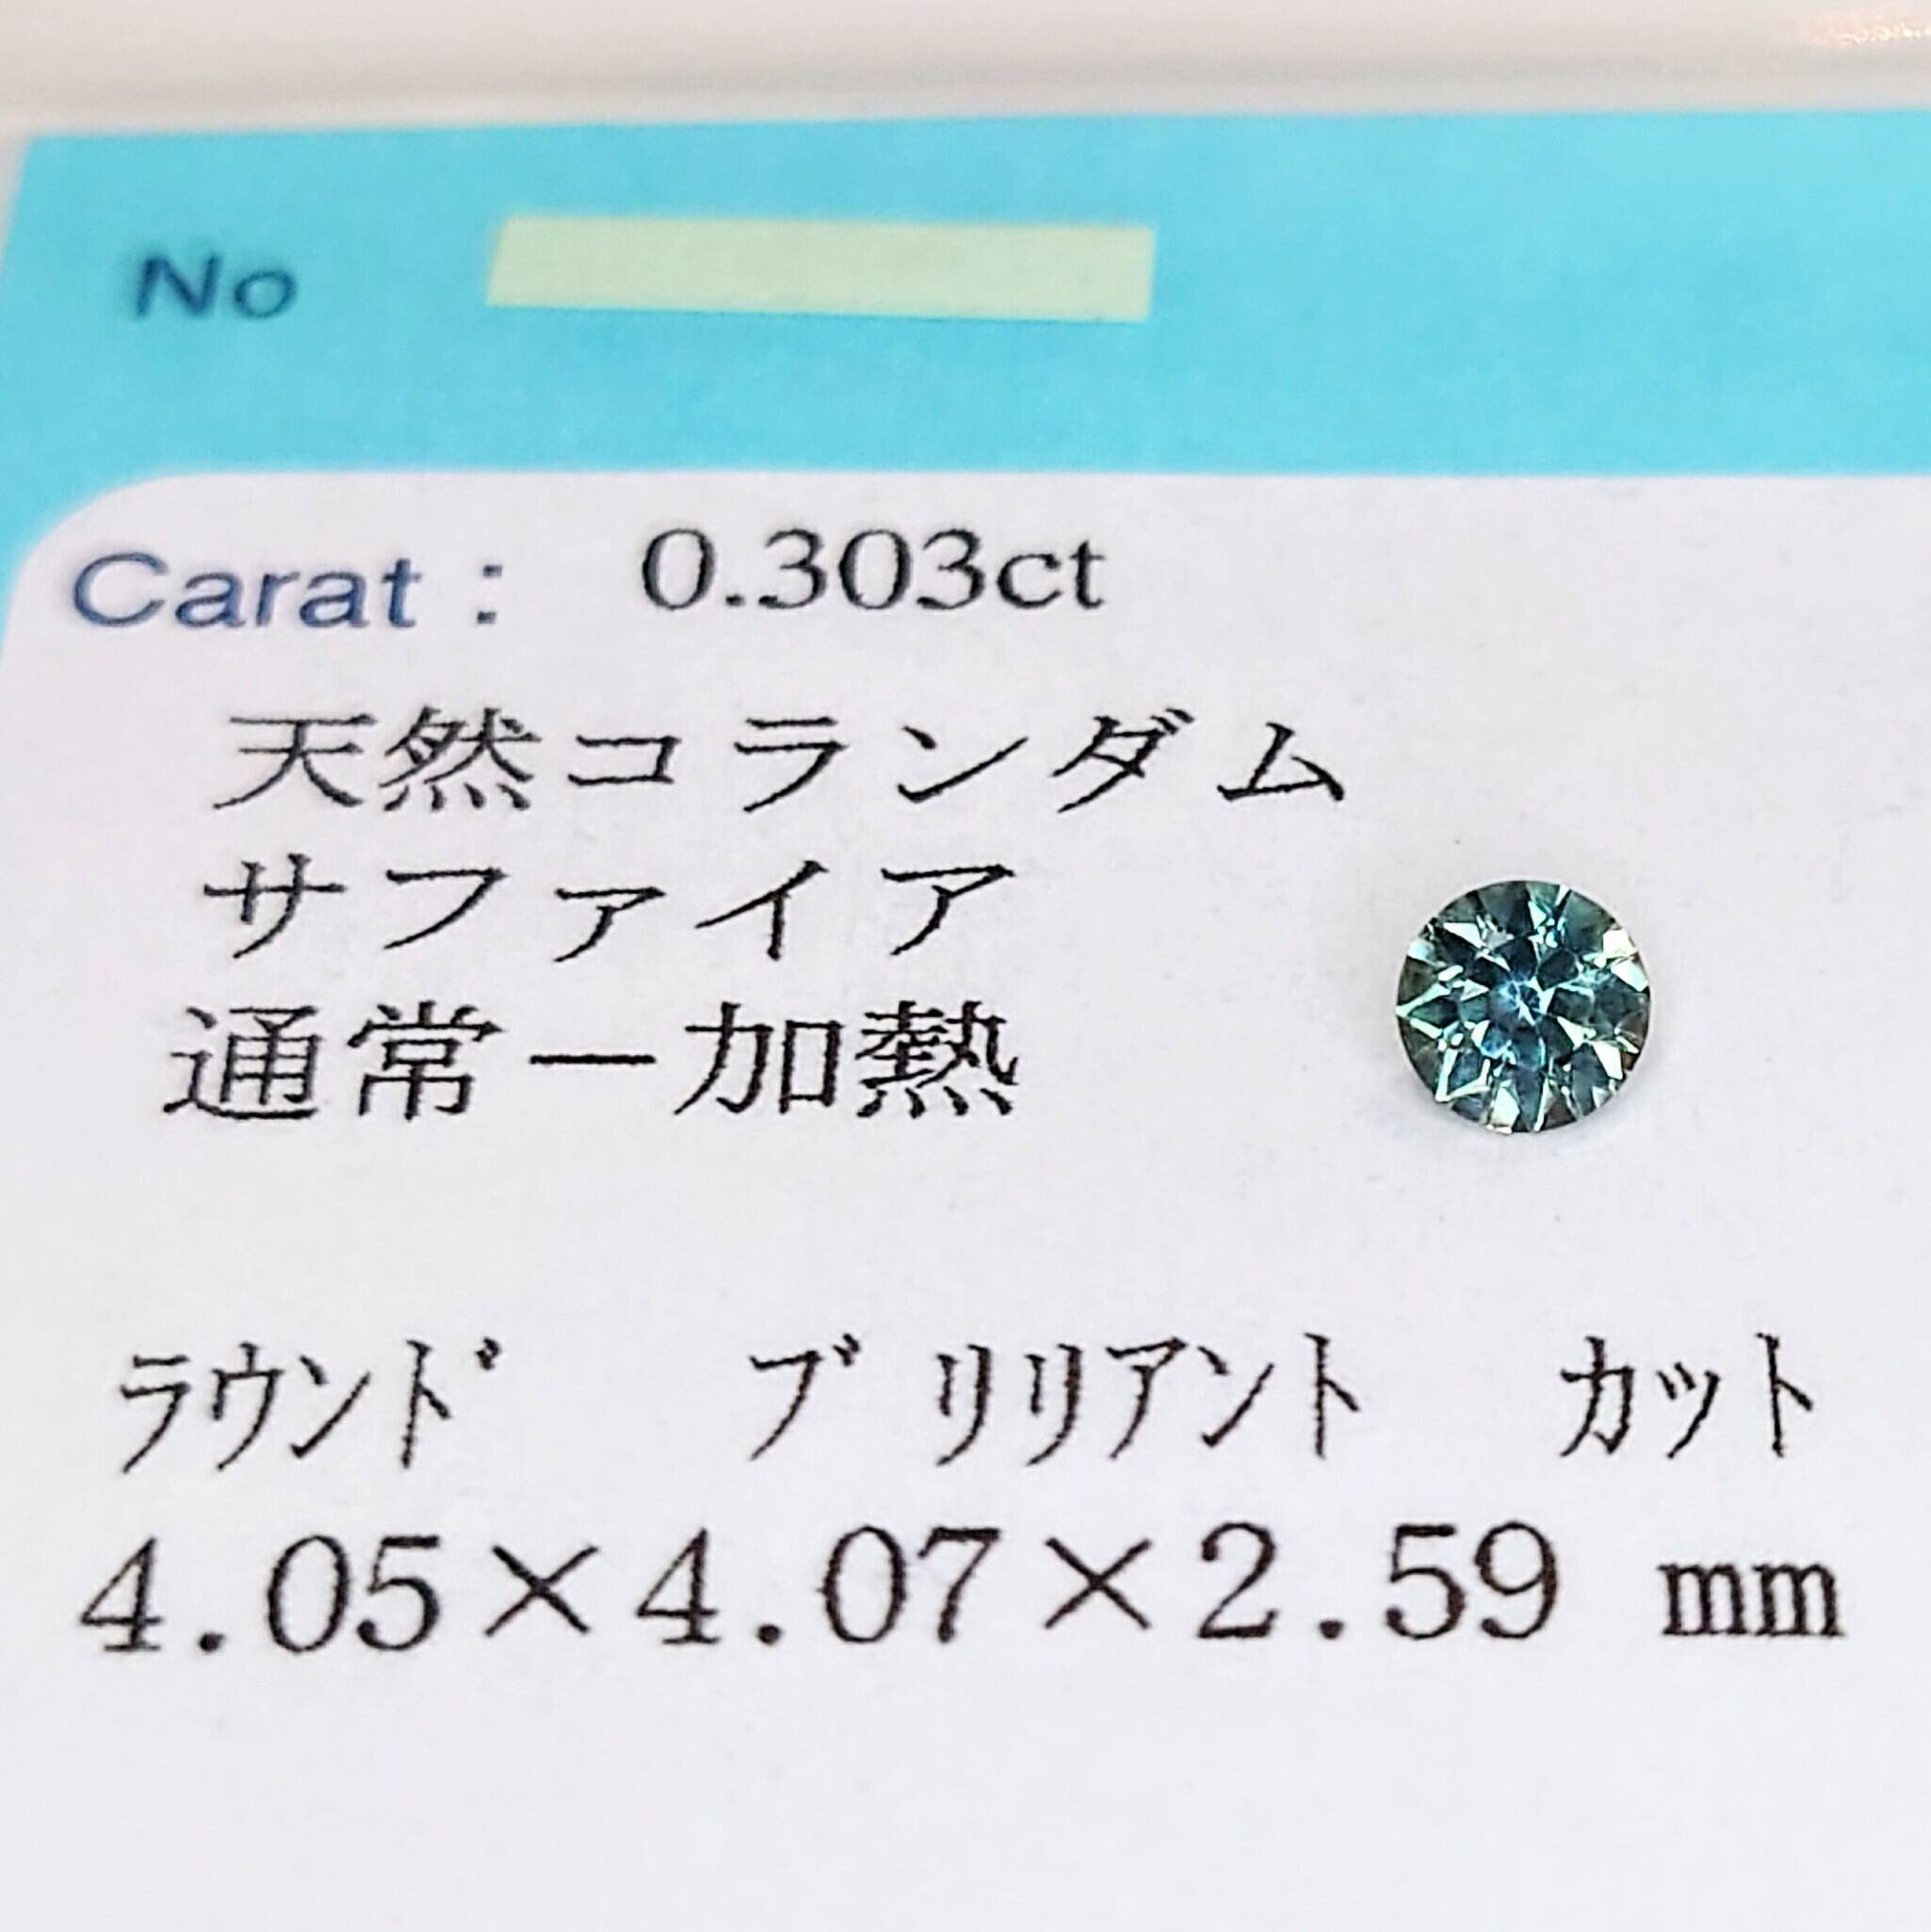 No
Carat : 0.303ct
天然コランダム
サファイア
通常―加熱
ﾗｳﾝﾄﾞ ﾌﾞﾘﾘｱﾝﾄ ｶｯﾄ
4.05×4.07×2.59 mm